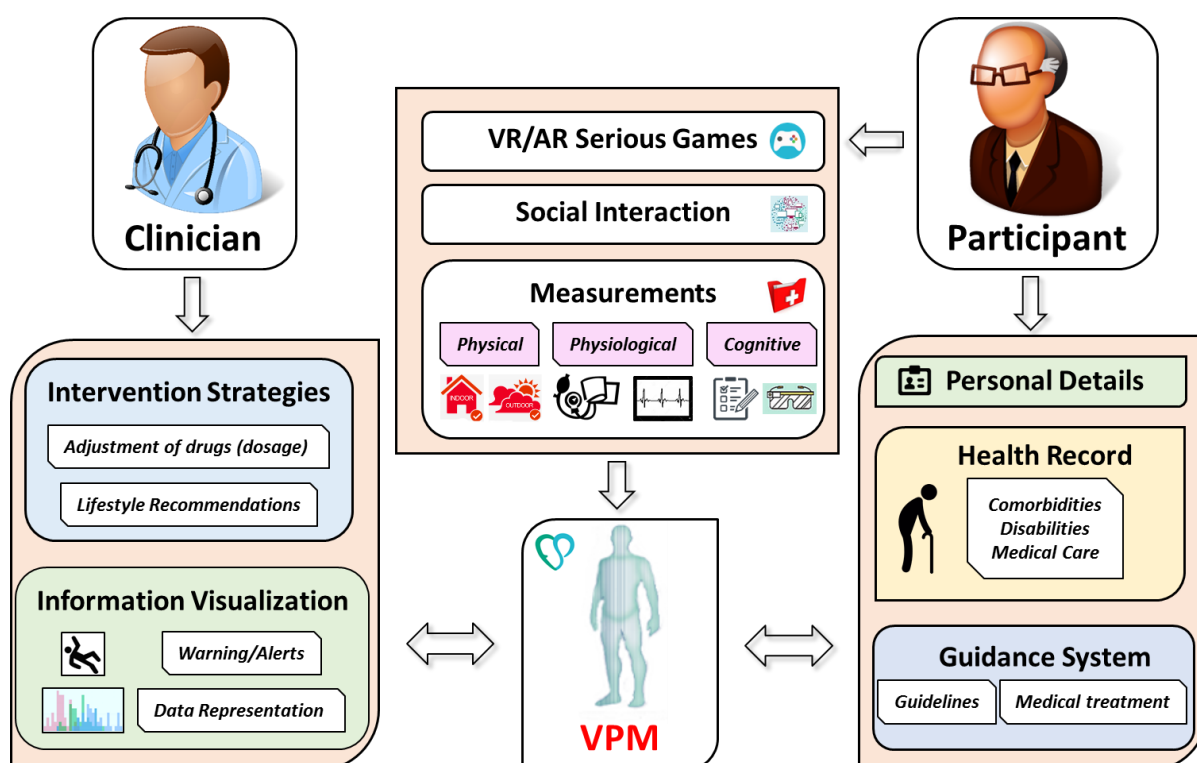 Clinician
Participant
VR/AR Serious Games
Social Interaction
Measurements
Physical
Physiological
Cognitive
INDOOR
OUTDOOR
Intervention Strategies
Adjustment of drugs (dosage)
Lifestyle Recommendations
Information Visualization
Warning/Alerts
Data Representation
VPM
Personal Details
Health Record
Comorbidities
Disabilities
Medical Care
Guidance System
Guidelines
Medical treatment